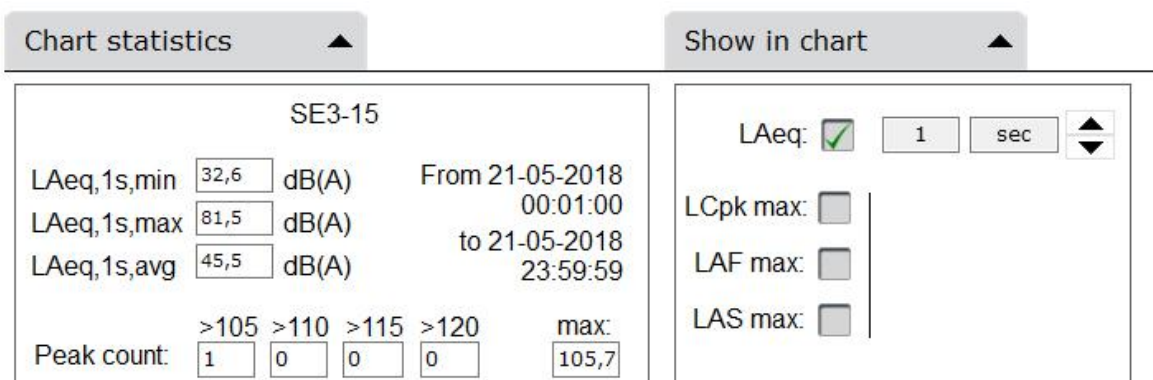 Chart statistics
SE3-15
LAeq,1s,min 32,6 dB(A)
LAeq,1s,max 81,5 dB(A)
LAeq,1s,avg 45,5 dB(A)
From 21-05-2018
00:01:00
to 21-05-2018
23:59:59
>105 >110 >115 >120 max:
Peak count: 1 0 0 0 105,7
Show in chart
LAeq: 1 sec
LCpk max:
LAF max:
LAS max: